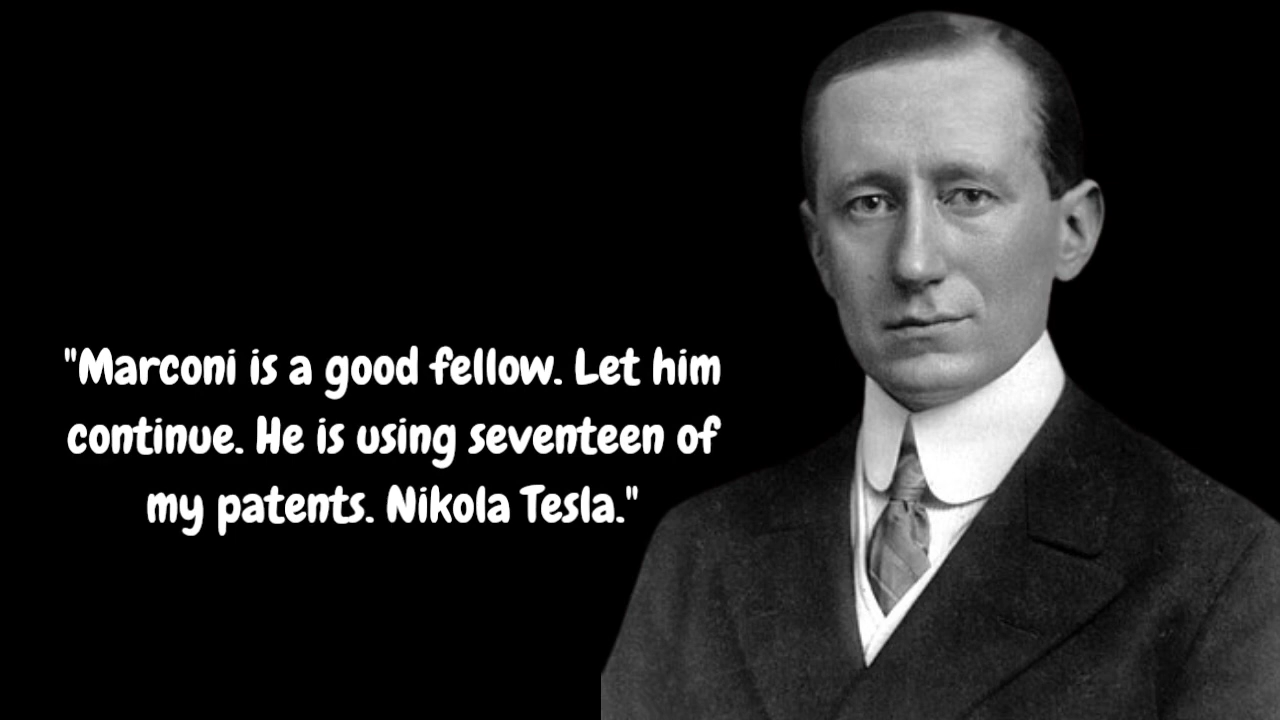 "Marconi is a good fellow. Let him
continue. He is using seventeen of
my patents. Nikola Tesla."